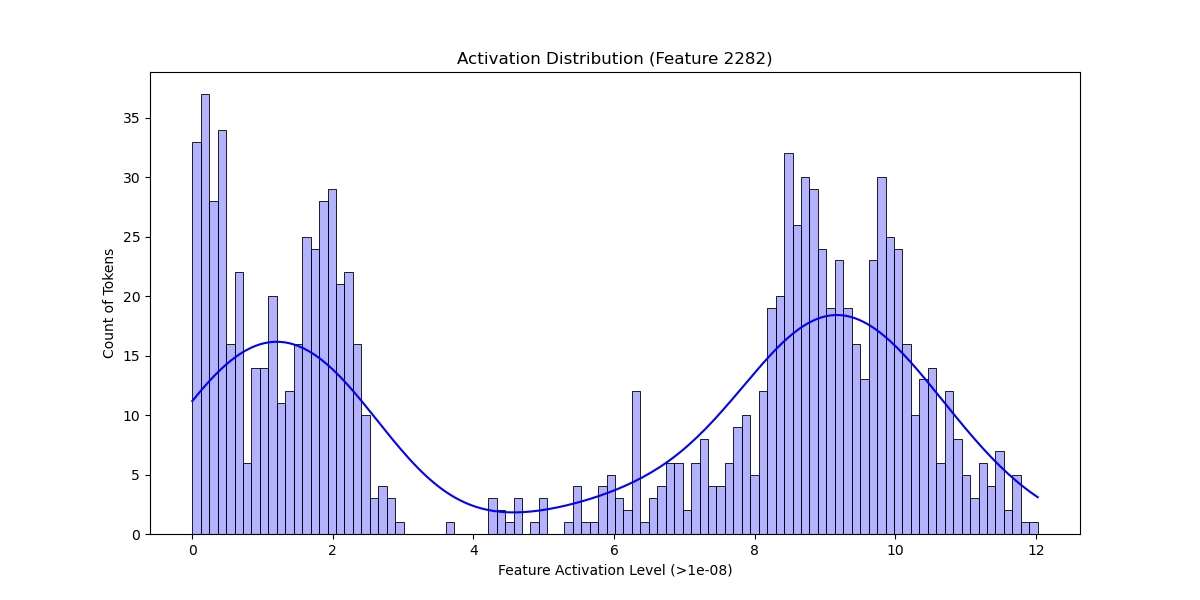 Activation Distribution (Feature 2282)
Count of Tokens
35
30
25
20
15
10
5
0
0 2 4 6 8 10 12
Feature Activation Level (>1e-08)